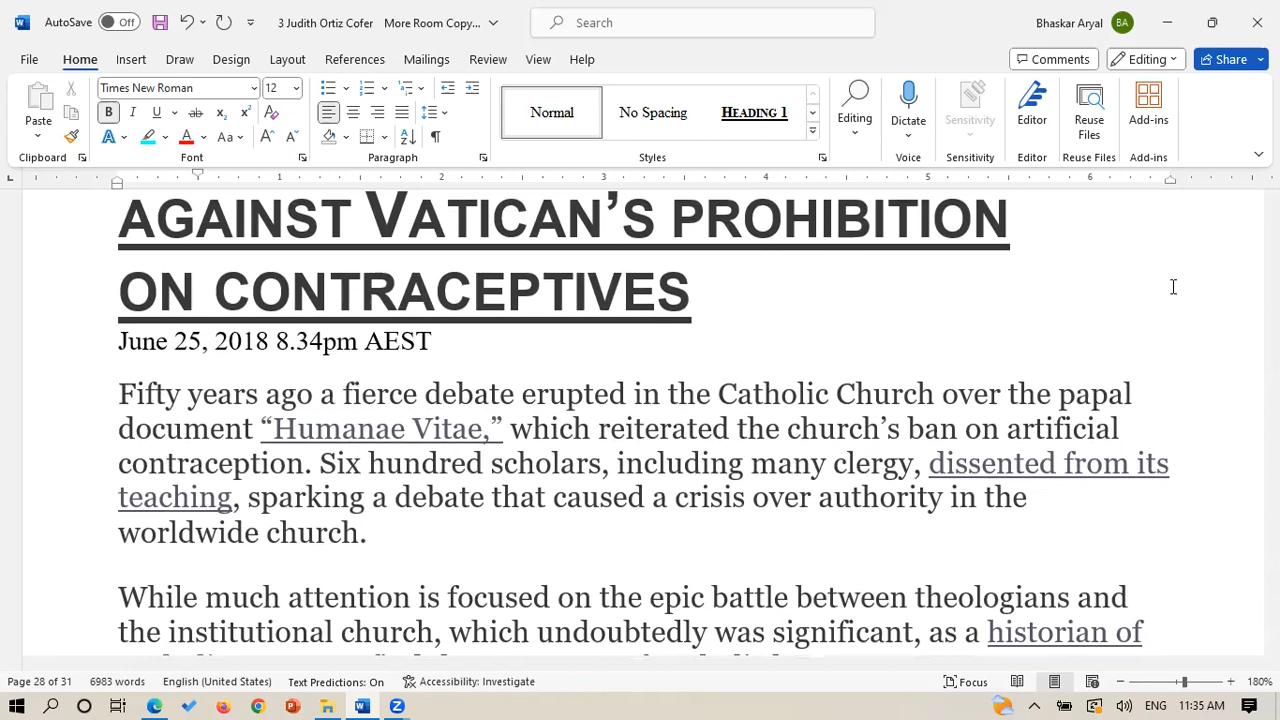 AutoSave Off 3 Judith Ortiz Cofer More Room Copy... Search Bhaskar Aryal BA
File Home Insert Draw Design Layout References Mailings Review View Help Comments Editing Share
Times New Roman 12
Paste
Normal No Spacing HEADING 1
Editing Dictate Sensitivity Editor Reuse Files Add-ins
Clipboard Font Paragraph Styles Voice Sensitivity Editor Reuse Files Add-ins
1 2 3 4 5 6
AGAINST VATICAN’S PROHIBITION
ON CONTRACEPTIVES
June 25, 2018 8.34pm AEST
Fifty years ago a fierce debate erupted in the Catholic Church over the papal
document “Humanae Vitae,” which reiterated the church’s ban on artificial
contraception. Six hundred scholars, including many clergy, dissented from its
teaching, sparking a debate that caused a crisis over authority in the
worldwide church.
While much attention is focused on the epic battle between theologians and
the institutional church, which undoubtedly was significant, as a historian of
Page 28 of 31 6983 words English (United States) Text Predictions: On Accessibility: Investigate Focus 180%
ENG 11:35 AM